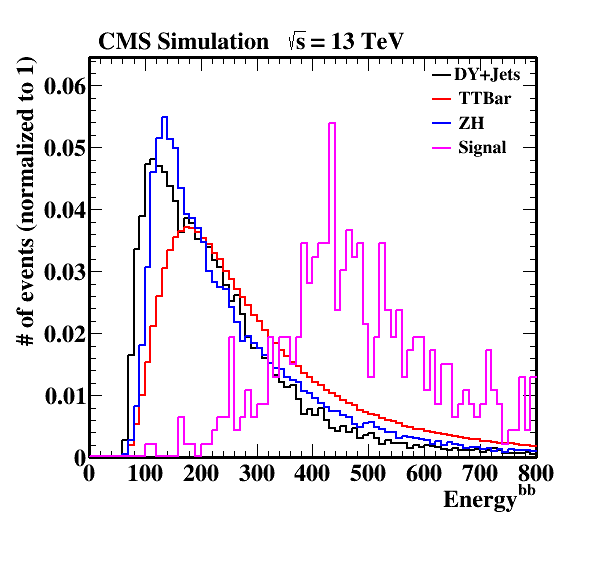 CMS Simulation √s = 13 TeV
# of events (normalized to 1)
0.06
0.05
0.04
0.03
0.02
0.01
0
DY+Jets
TTBar
ZH
Signal
0 100 200 300 400 500 600 700 800
Energy^bb